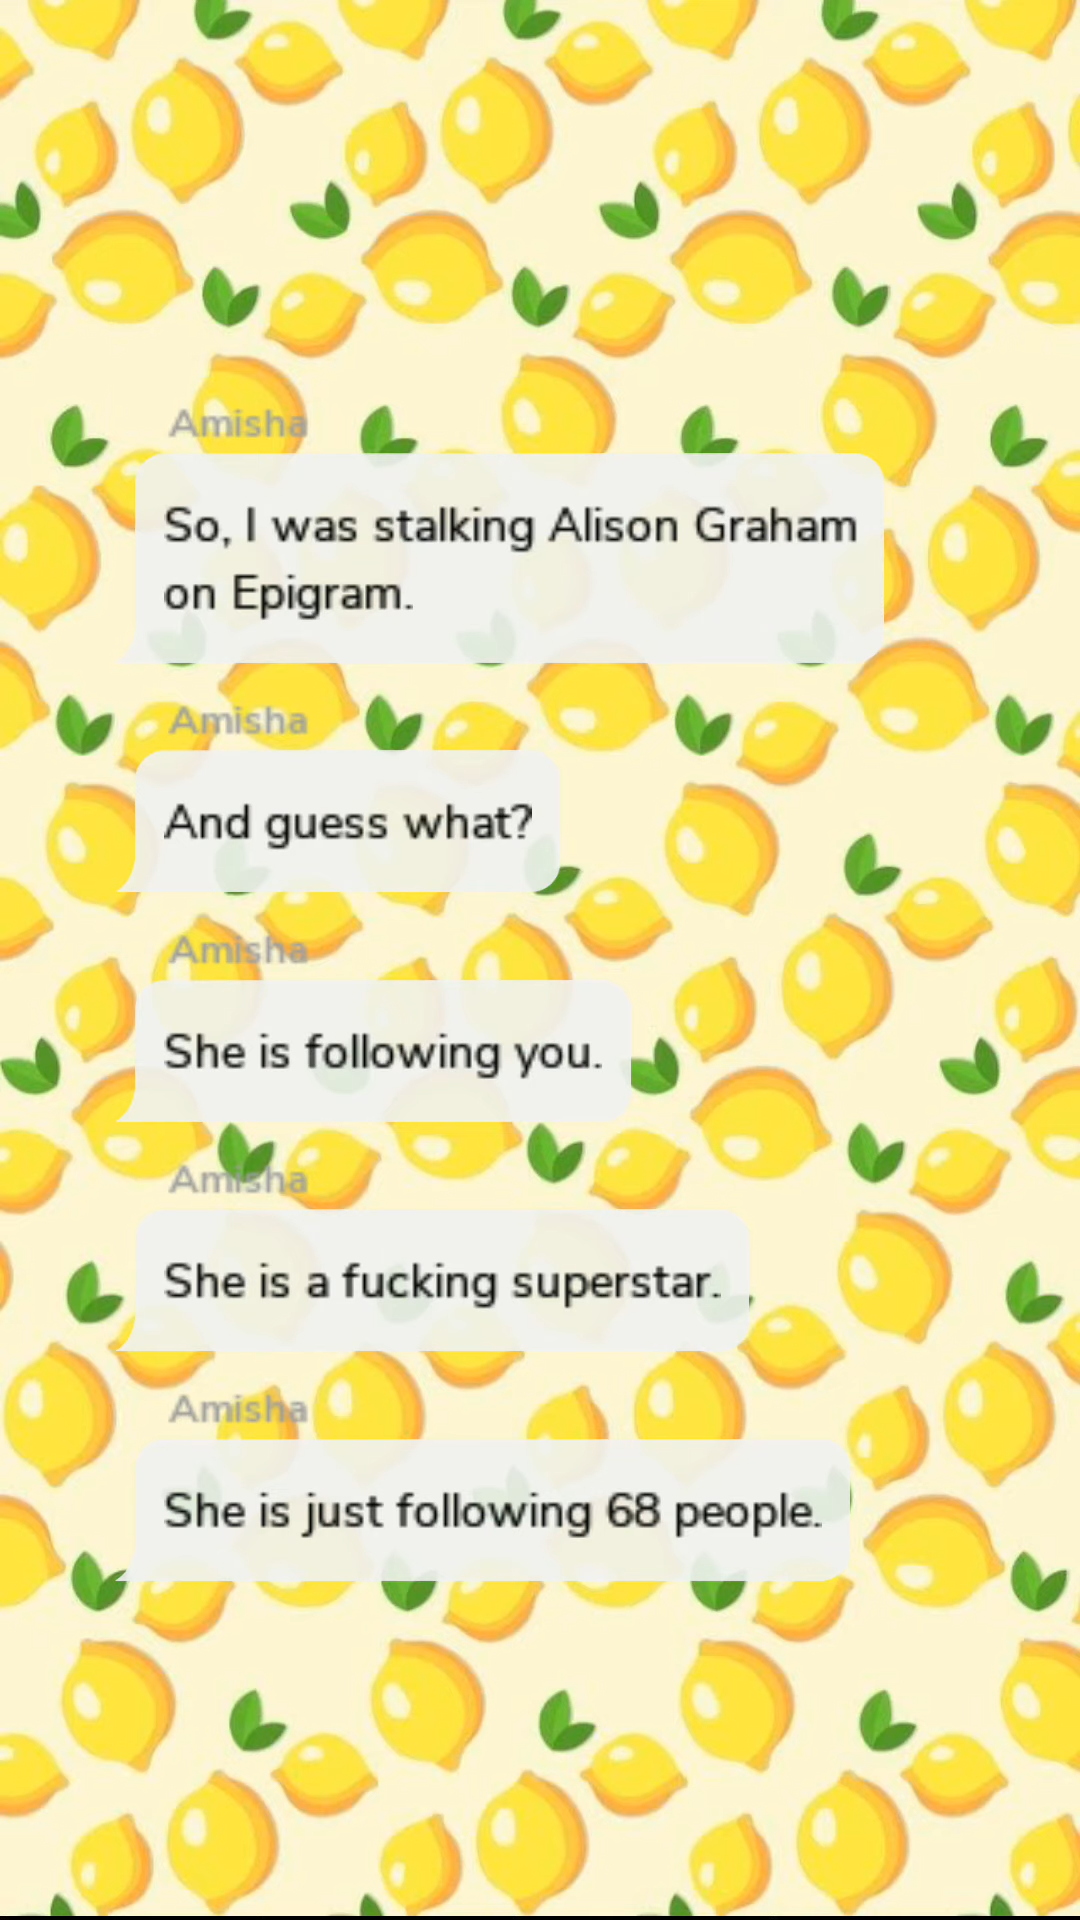 Amisha
So, I was stalking Alison Graham
on Epigram.
Amisha
And guess what?
Amisha
She is following you.
Amisha
She is a fucking superstar.
Amisha
She is just following 68 people.